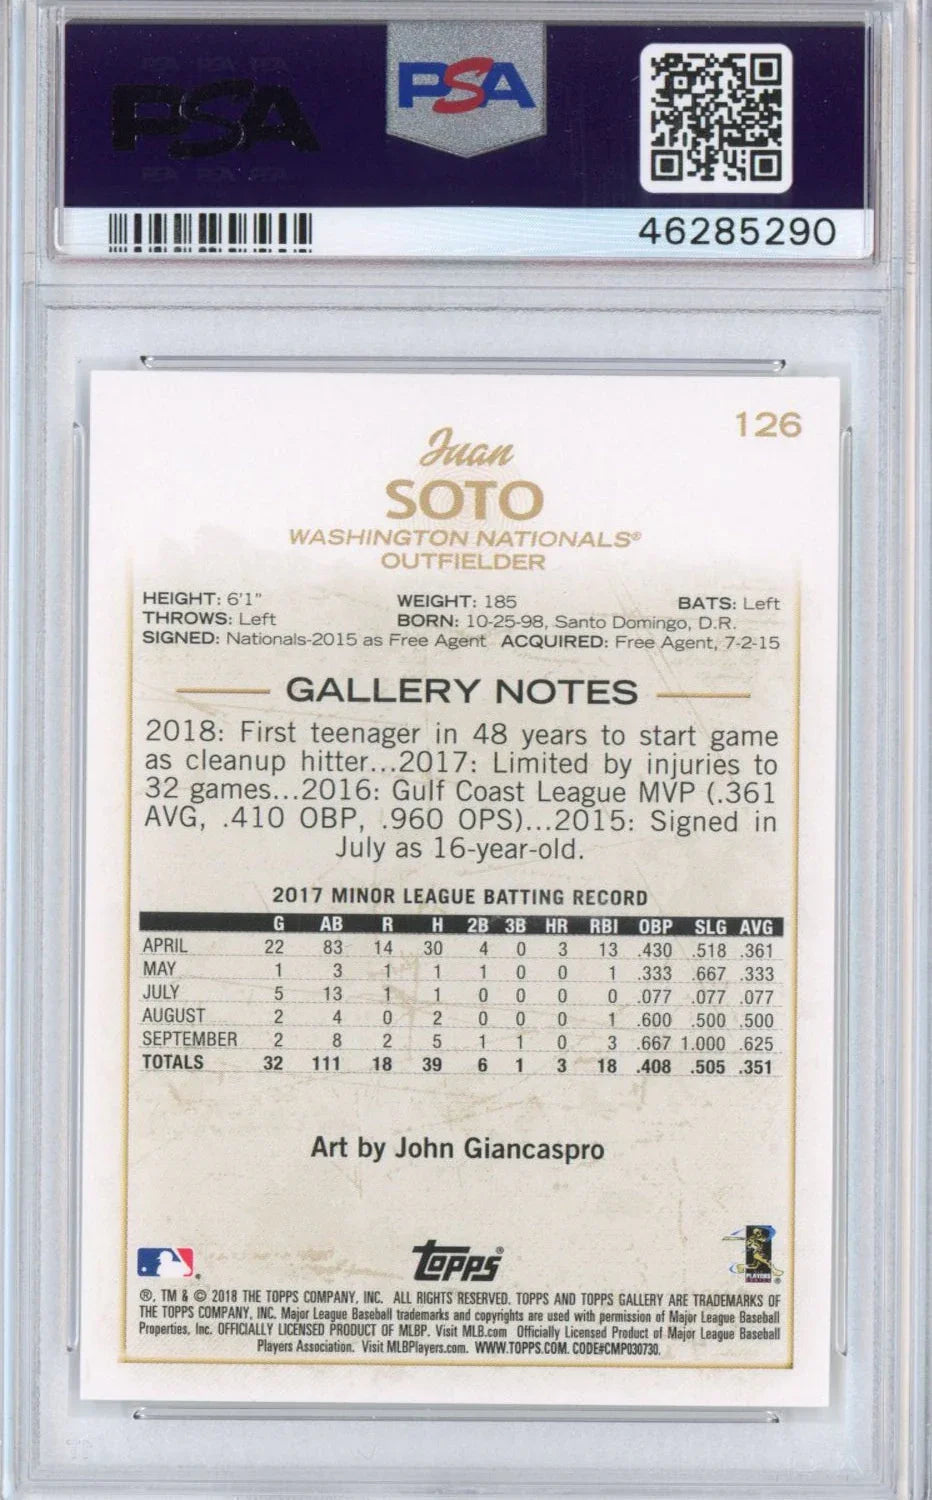 PSA
PSA
46285290
126
Juan
SOTO
WASHINGTON NATIONALS®
OUTFIELDER
HEIGHT: 6'1" WEIGHT: 185 BATS: Left
THROWS: Left BORN: 10-25-98, Santo Domingo, D.R.
SIGNED: Nationals-2015 as Free Agent ACQUIRED: Free Agent, 7-2-15
GALLERY NOTES
2018: First teenager in 48 years to start game
as cleanup hitter...2017: Limited by injuries to
32 games...2016: Gulf Coast League MVP (.361
AVG, .410 OBP, .960 OPS)...2015: Signed in
July as 16-year-old.
2017 MINOR LEAGUE BATTING RECORD
G AB R H 2B 3B HR RBI OBP SLG AVG
APRIL 22 83 14 30 4 0 3 13 .430 .518 .361
MAY 1 3 1 1 1 0 0 1 .333 .667 .333
JULY 5 13 1 1 0 0 0 0 .077 .077 .077
AUGUST 2 4 0 2 0 0 0 1 .600 .500 .500
SEPTEMBER 2 8 2 5 1 1 0 3 .667 1.000 .625
TOTALS 32 111 18 39 6 1 3 18 .408 .505 .351
Art by John Giancaspro
Topps®
PLAYERS
®, TM & © 2018 THE TOPPS COMPANY, INC. ALL RIGHTS RESERVED. TOPPS AND TOPPS GALLERY ARE TRADEMARKS OF
THE TOPPS COMPANY, INC. Major League Baseball trademarks and copyrights are used with permission of Major League Baseball
Properties, Inc. OFFICIALLY LICENSED PRODUCT OF MLBP. Visit MLB.com Officially Licensed Product of Major League Baseball
Players Association. Visit MLBPlayers.com. WWW.TOPPS.COM. CODE#CMP030730.